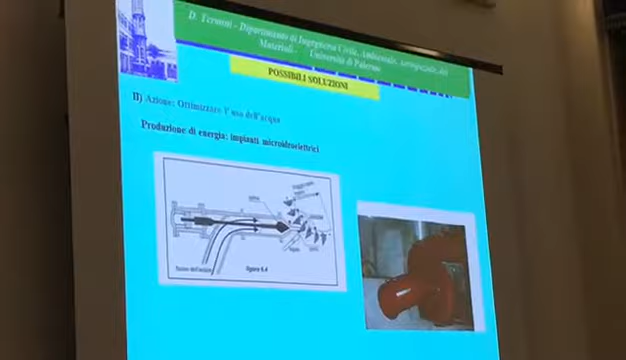 D. Termini - Dipartimento di Ingegneria Civile, Ambientale, Aerospaziale, dei
Materiali - Università di Palermo
POSSIBILI SOLUZIONI
II) Azione: Ottimizzare l'uso dell'acqua
Produzione di energia: impianti microidroelettrici
figura 6.4